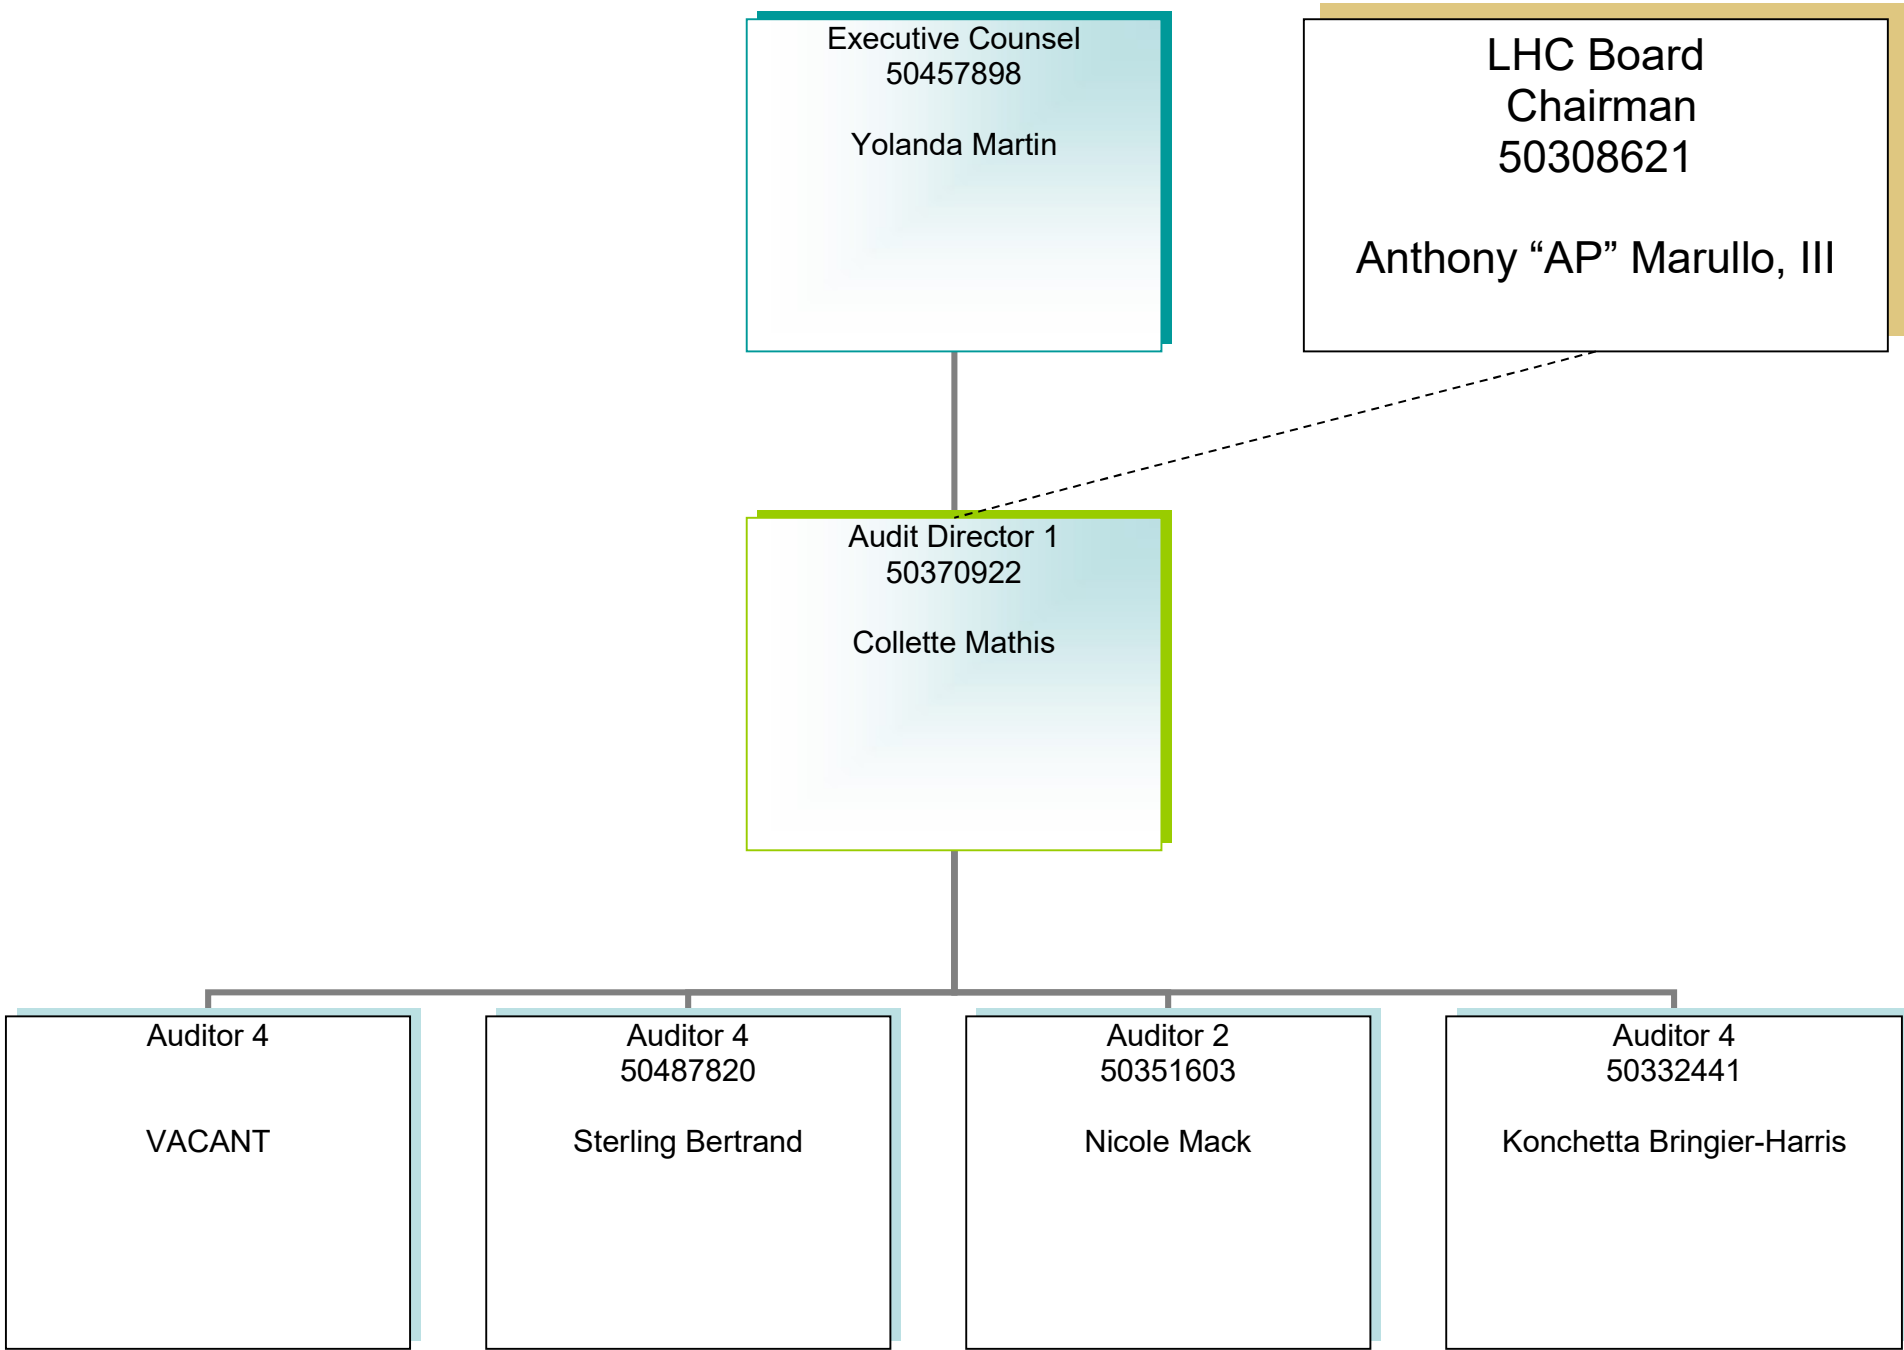 Executive Counsel
50457898
Yolanda Martin
LHC Board
Chairman
50308621
Anthony “AP” Marullo, III
Audit Director 1
50370922
Collette Mathis
Auditor 4
VACANT
Auditor 4
50487820
Sterling Bertrand
Auditor 2
50351603
Nicole Mack
Auditor 4
50332441
Konchetta Bringier-Harris